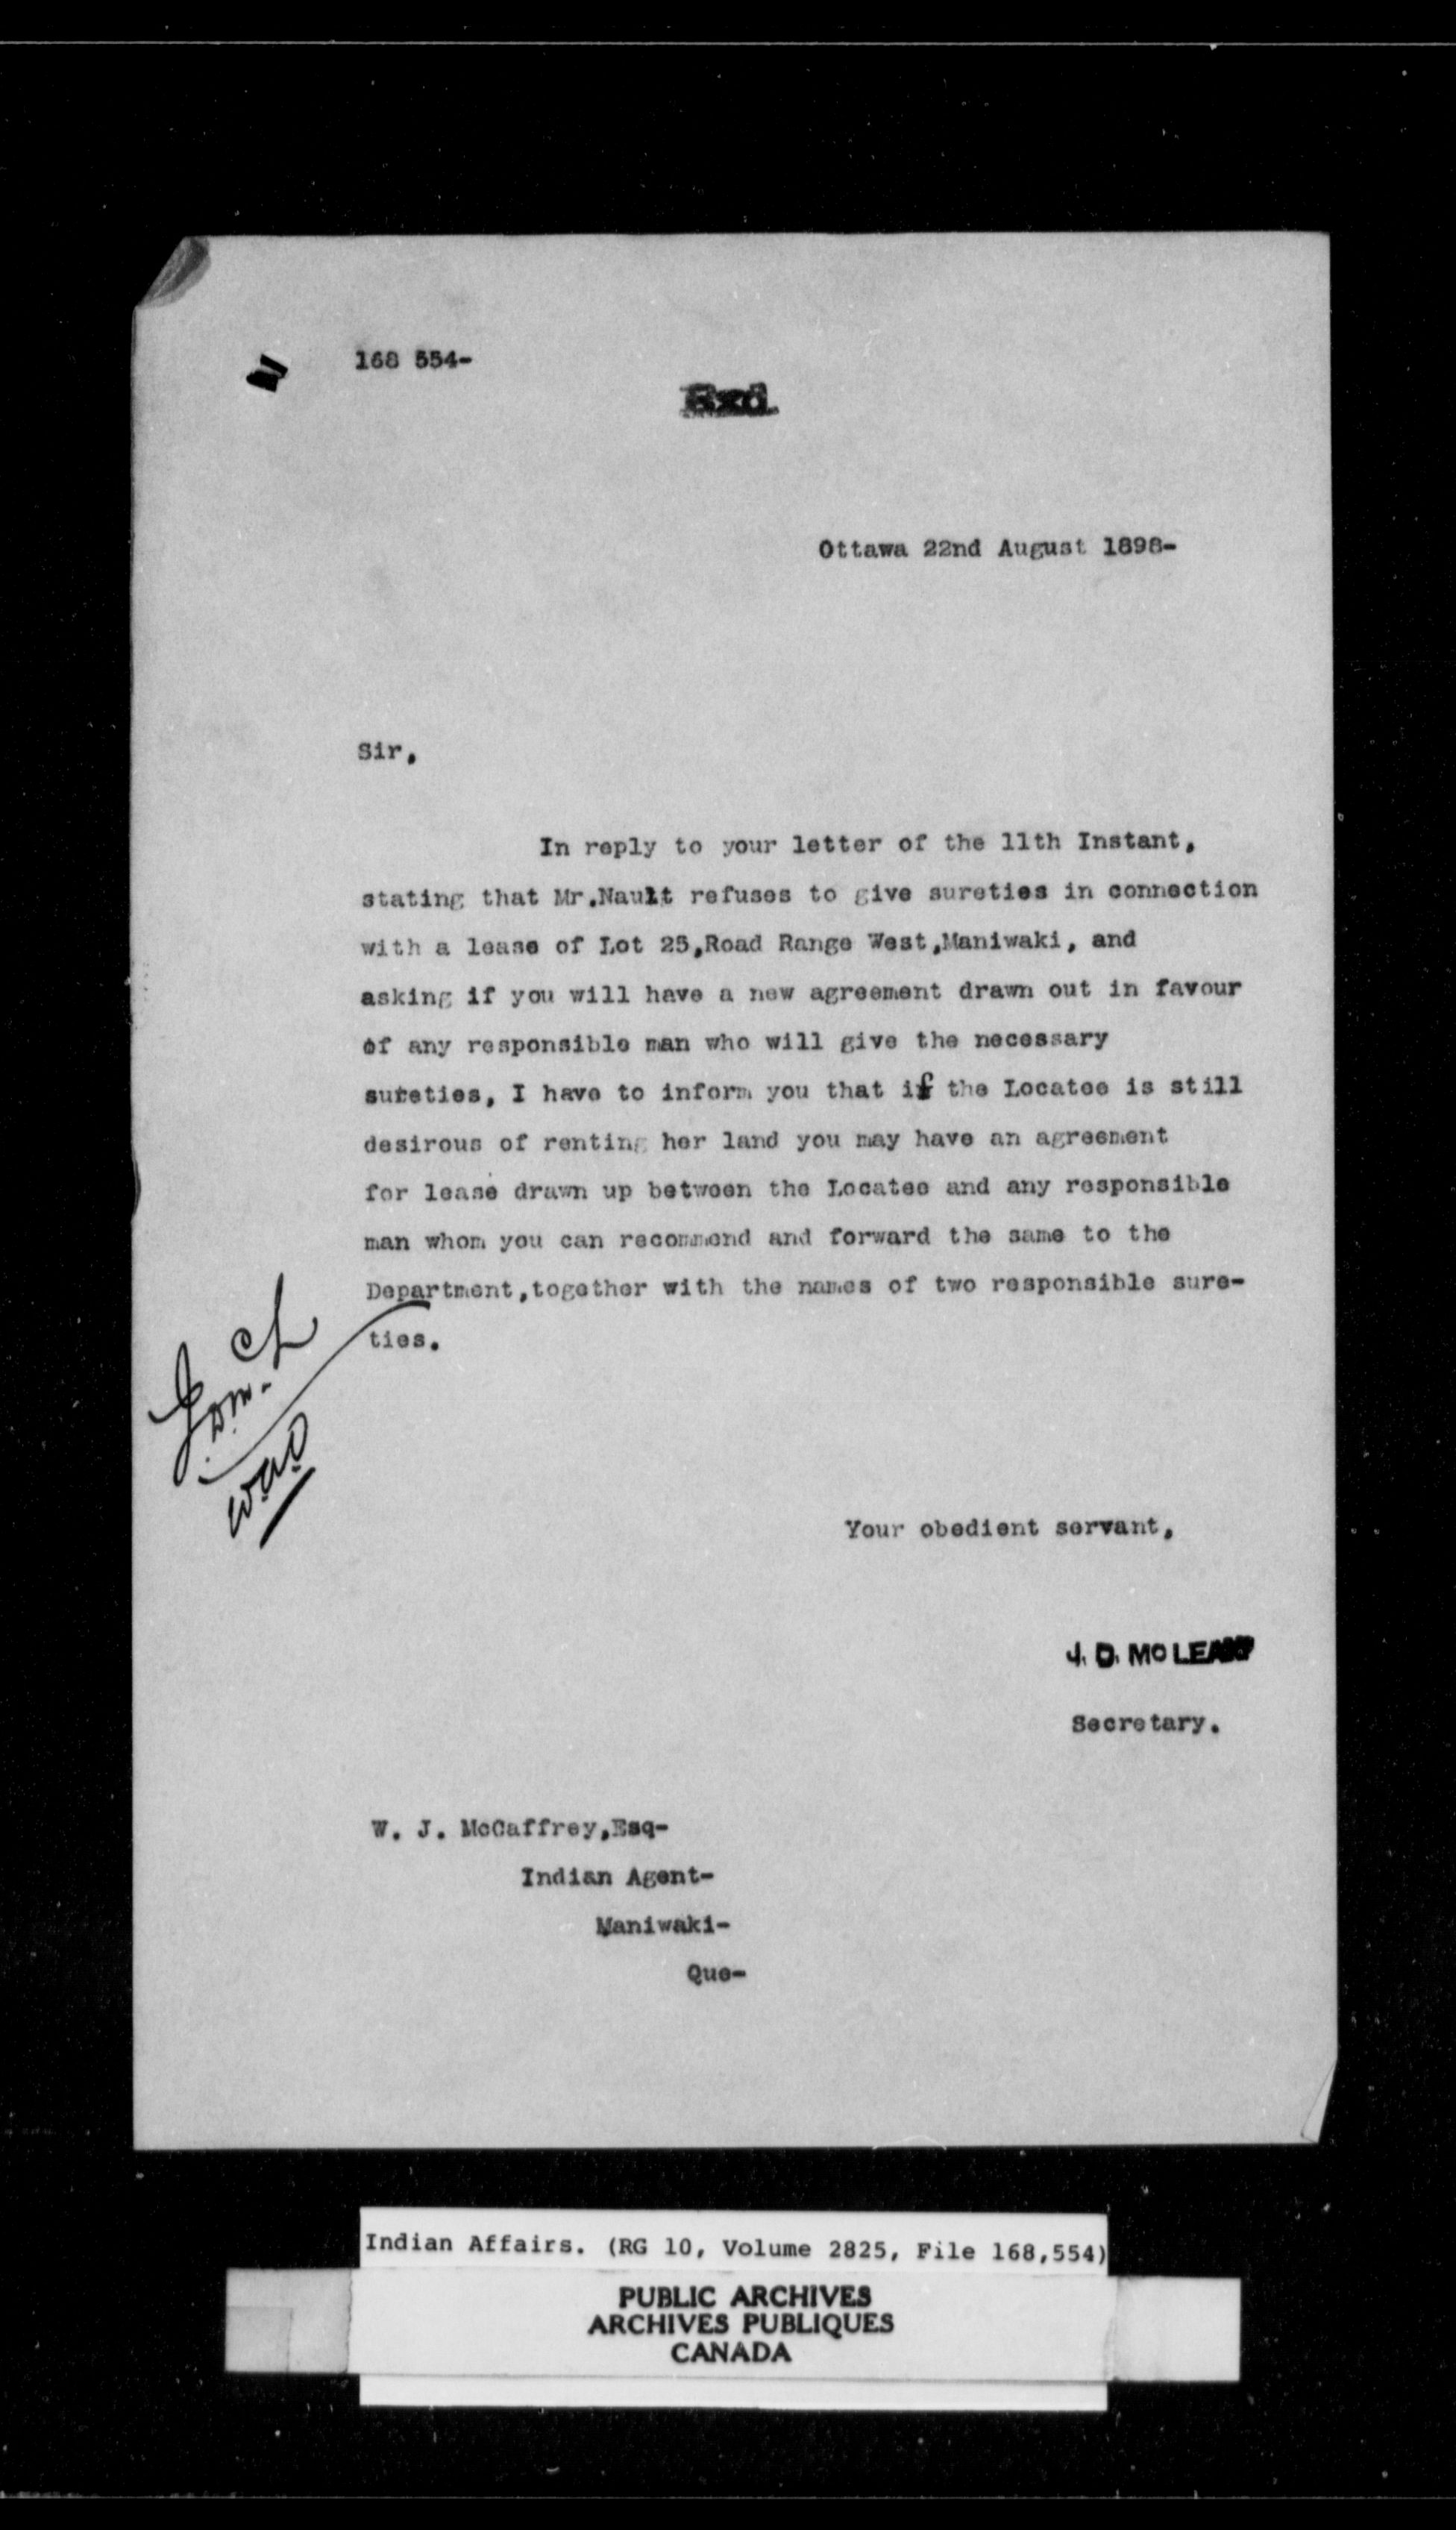 168 554-
Ottawa 22nd August 1898-
Sir,
In reply to your letter of the 11th Instant,
stating that Mr.Nault refuses to give sureties in connection
with a lease of Lot 25,Road Range West,Maniwaki, and
asking if you will have a new agreement drawn out in favour
of any responsible man who will give the necessary
sureties, I have to inform you that if the Locatee is still
desirous of renting her land you may have an agreement
for lease drawn up between the Locatee and any responsible
man whom you can recommend and forward the same to the
Department,together with the names of two responsible sure-
ties.
Your obedient servant,
J. D. McLEAN
Secretary.
W. J. McCaffrey,Esq-
Indian Agent-
Maniwaki-
Que-
Indian Affairs. (RG 10, Volume 2825, File 168,554)
PUBLIC ARCHIVES
ARCHIVES PUBLIQUES
CANADA